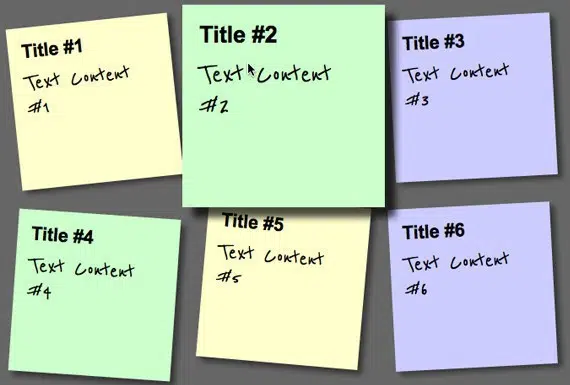 Title #1
Text Content
#1
Title #2
Text Content
#2
Title #3
Text Content
#3
Title #4
Text Content
#4
Title #5
Text Content
#5
Title #6
Text Content
#6